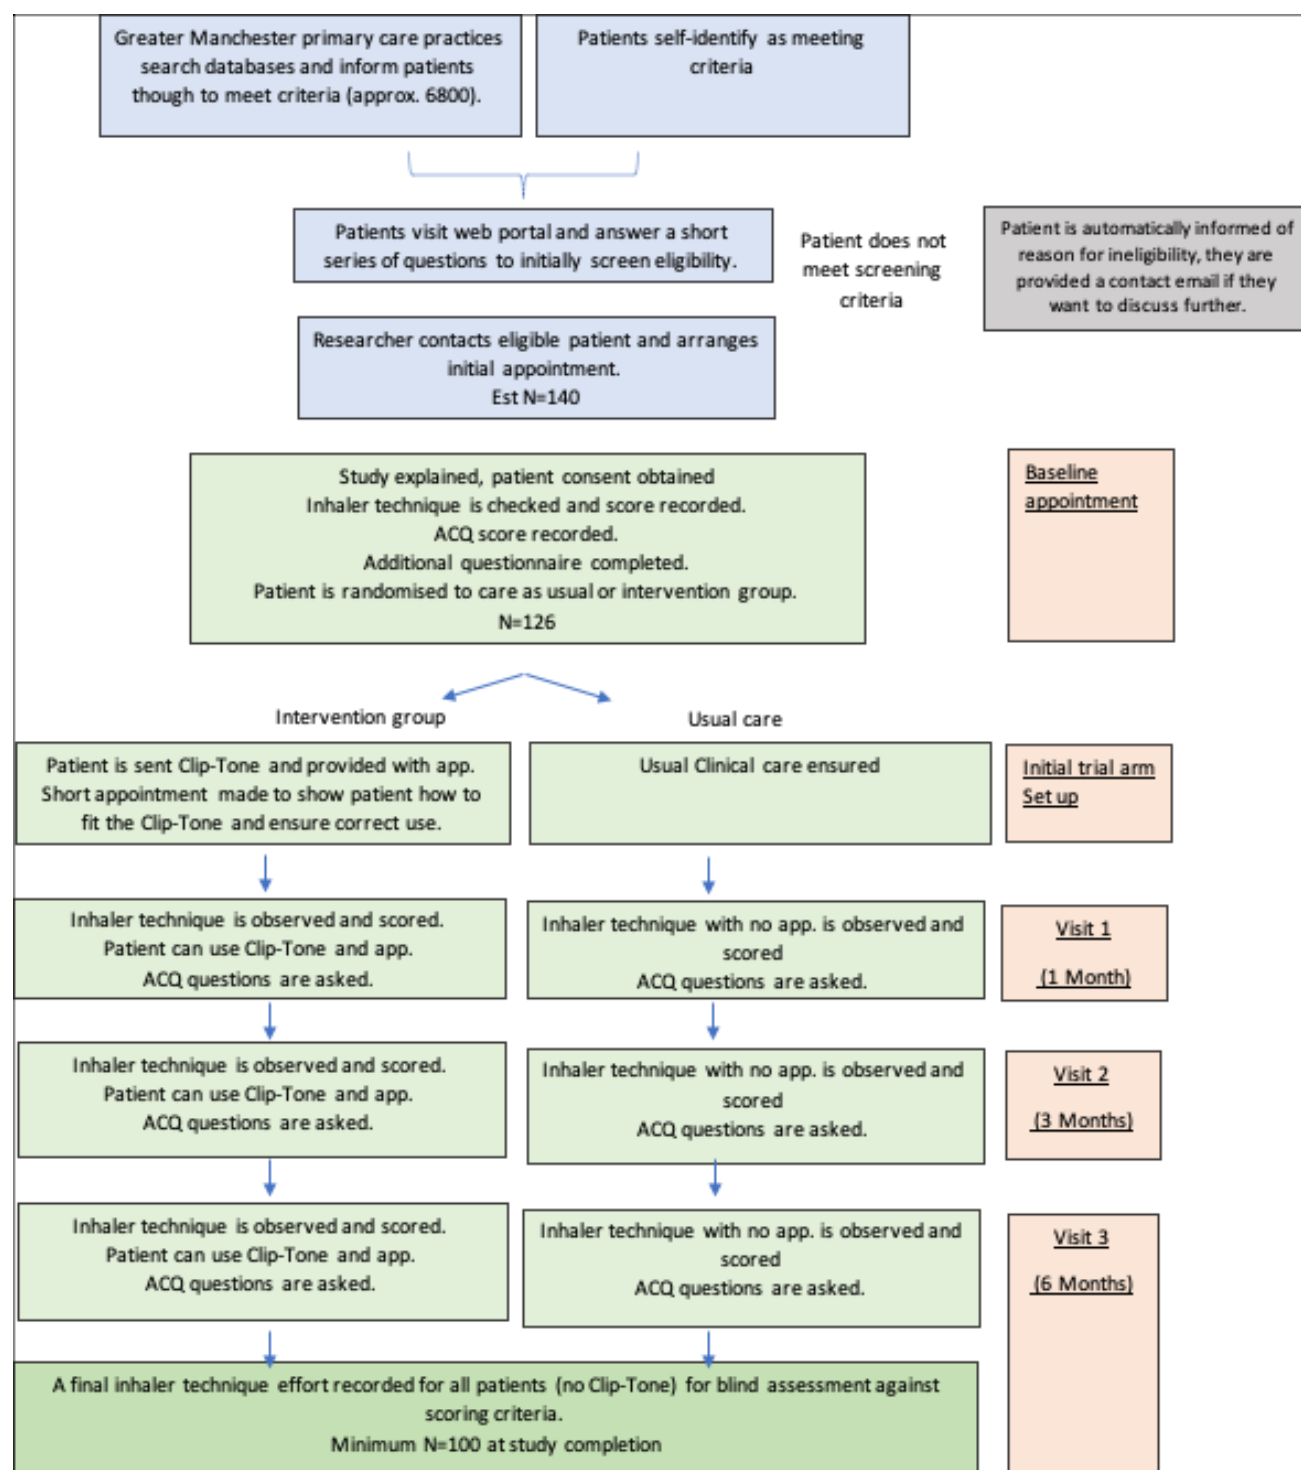 Greater Manchester primary care practices
search databases and inform patients
though to meet criteria (approx. 6800).
Patients self-identify as meeting
criteria
Patients visit web portal and answer a short
series of questions to initially screen eligibility.
Patient does not
meet screening
criteria
Patient is automatically informed of
reason for ineligibility, they are
provided a contact email if they
want to discuss further.
Researcher contacts eligible patient and arranges
initial appointment.
Est N=140
Study explained, patient consent obtained
Inhaler technique is checked and score recorded.
ACQ score recorded.
Additional questionnaire completed.
Patient is randomised to care as usual or intervention group.
N=126
Baseline
appointment
Intervention group
Usual care
Patient is sent Clip-Tone and provided with app.
Short appointment made to show patient how to
fit the Clip-Tone and ensure correct use.
Usual Clinical care ensured
Initial trial arm
Set up
Inhaler technique is observed and scored.
Patient can use Clip-Tone and app.
ACQ questions are asked.
Inhaler technique with no app. is observed and
scored
ACQ questions are asked.
Visit 1
(1 Month)
Inhaler technique is observed and scored.
Patient can use Clip-Tone and app.
ACQ questions are asked.
Inhaler technique with no app. is observed and
scored
ACQ questions are asked.
Visit 2
(3 Months)
Inhaler technique is observed and scored.
Patient can use Clip-Tone and app.
ACQ questions are asked.
Inhaler technique with no app. is observed and
scored
ACQ questions are asked.
Visit 3
(6 Months)
A final inhaler technique effort recorded for all patients (no Clip-Tone) for blind assessment against
scoring criteria.
Minimum N=100 at study completion